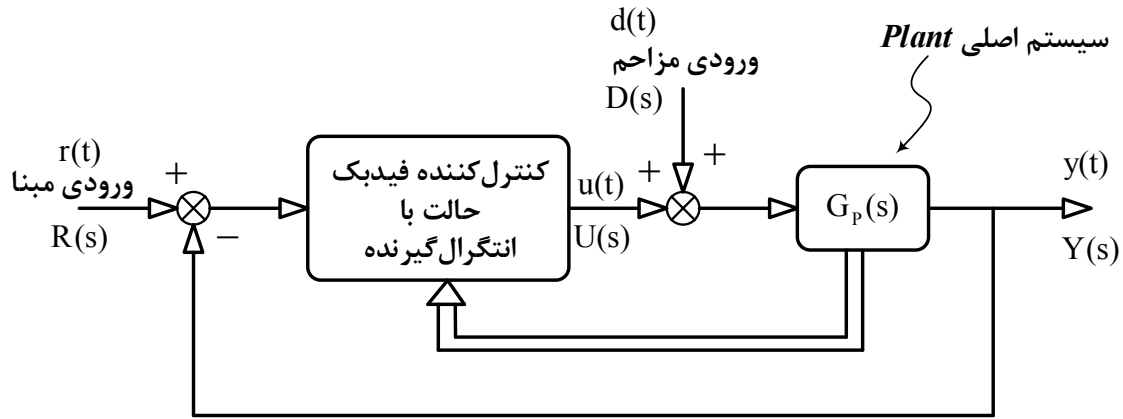 d(t)
ورودی مزاحم
D(s)
سیستم اصلی Plant
r(t)
ورودی مبنا
R(s)
+
−
کنترل‌کننده فیدبک
حالت با
انتگرال‌گیرنده
u(t)
U(s)
+
+
G_P(s)
y(t)
Y(s)